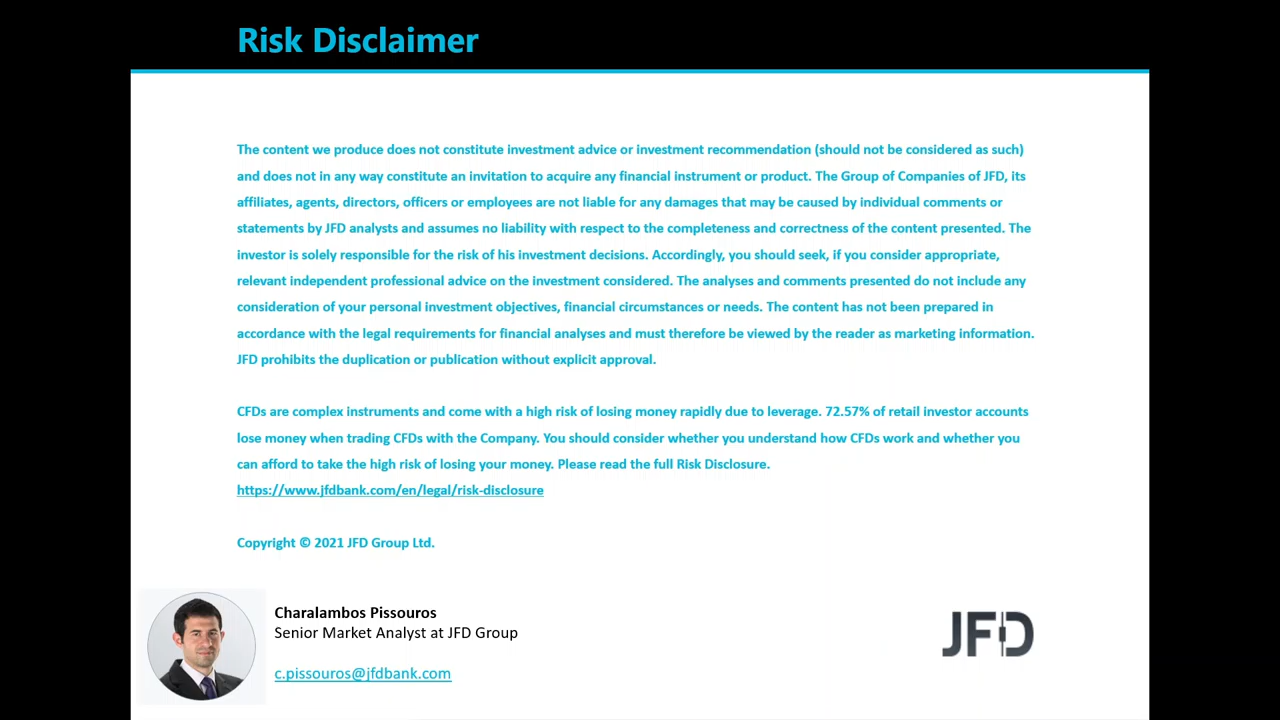 Risk Disclaimer
The content we produce does not constitute investment advice or investment recommendation (should not be considered as such)
and does not in any way constitute an invitation to acquire any financial instrument or product. The Group of Companies of JFD, its
affiliates, agents, directors, officers or employees are not liable for any damages that may be caused by individual comments or
statements by JFD analysts and assumes no liability with respect to the completeness and correctness of the content presented. The
investor is solely responsible for the risk of his investment decisions. Accordingly, you should seek, if you consider appropriate,
relevant independent professional advice on the investment considered. The analyses and comments presented do not include any
consideration of your personal investment objectives, financial circumstances or needs. The content has not been prepared in
accordance with the legal requirements for financial analyses and must therefore be viewed by the reader as marketing information.
JFD prohibits the duplication or publication without explicit approval.
CFDs are complex instruments and come with a high risk of losing money rapidly due to leverage. 72.57% of retail investor accounts
lose money when trading CFDs with the Company. You should consider whether you understand how CFDs work and whether you
can afford to take the high risk of losing your money. Please read the full Risk Disclosure.
https://www.jfdbank.com/en/legal/risk-disclosure
Copyright © 2021 JFD Group Ltd.
Charalambos Pissouros
Senior Market Analyst at JFD Group
c.pissouros@jfdbank.com
JFD